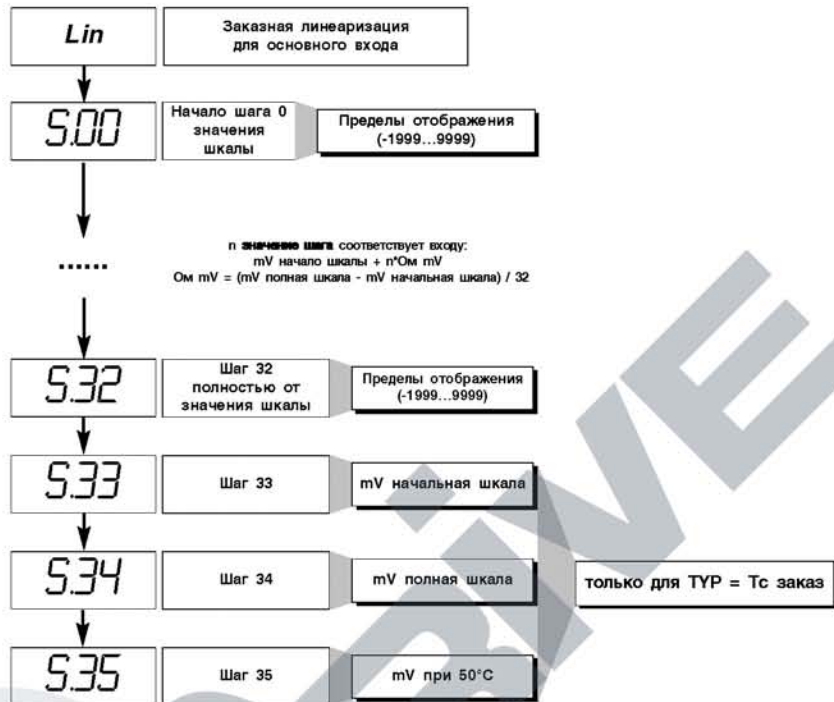 Lin
Заказная линеаризация
для основного входа
S.00
Начало шага 0
значения
шкалы
Пределы отображения
(-1999...9999)
......
n значение шага соответствует входу:
mV начало шкалы + n*Ом mV
Ом mV = (mV полная шкала - mV начальная шкала) / 32
S.32
Шаг 32
полностью от
значения шкалы
Пределы отображения
(-1999...9999)
S.33
Шаг 33
mV начальная шкала
S.34
Шаг 34
mV полная шкала
только для TYP = Tc заказ
S.35
Шаг 35
mV при 50°C
RIVE